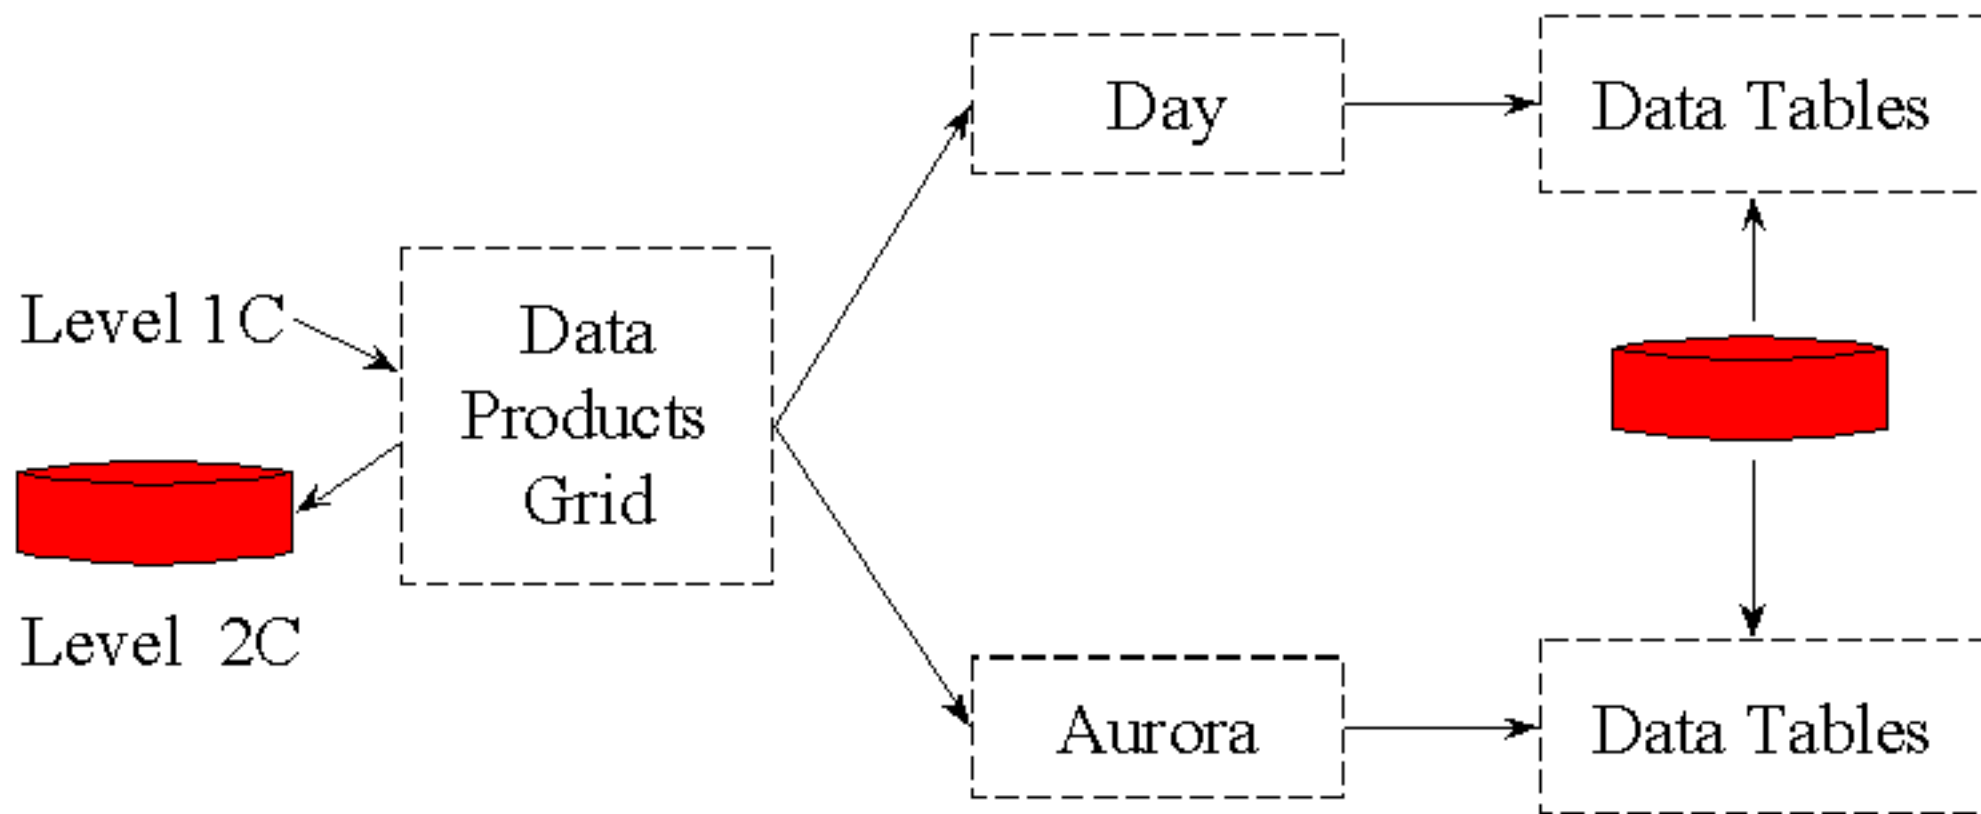 Level 1C
Level 2C
Data
Products
Grid
Day
Data Tables
Aurora
Data Tables